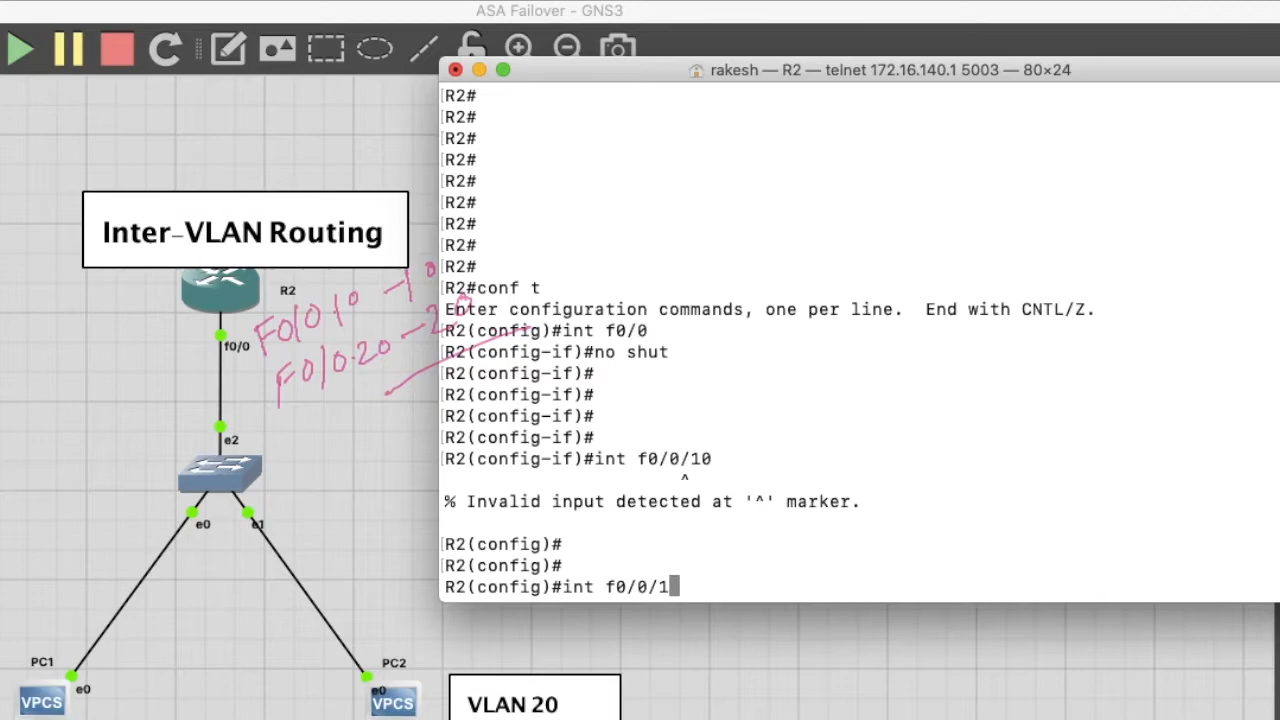 ASA Failover - GNS3
rakesh — R2 — telnet 172.16.140.1 5003 — 80×24
R2#
R2#
R2#
R2#
R2#
R2#
R2#
R2#
R2#
R2#conf t
Enter configuration commands, one per line.  End with CNTL/Z.
R2(config)#int f0/0
R2(config-if)#no shut
R2(config-if)#
R2(config-if)#
R2(config-if)#
R2(config-if)#
R2(config-if)#int f0/0/10
^
% Invalid input detected at '^' marker.
R2(config)#
R2(config)#
R2(config)#int f0/0/1
Inter-VLAN Routing
R2
F0/0.10 - 10
F0/0.20 - 20
f0/0
e2
e0
e1
PC1
PC2
e0
e0
VPCS
VPCS
VLAN 20